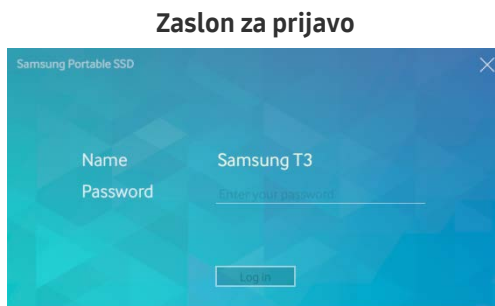 Zaslon za prijavo
Samsung Portable SSD
Name Samsung T3
Password Enter your password
Log in